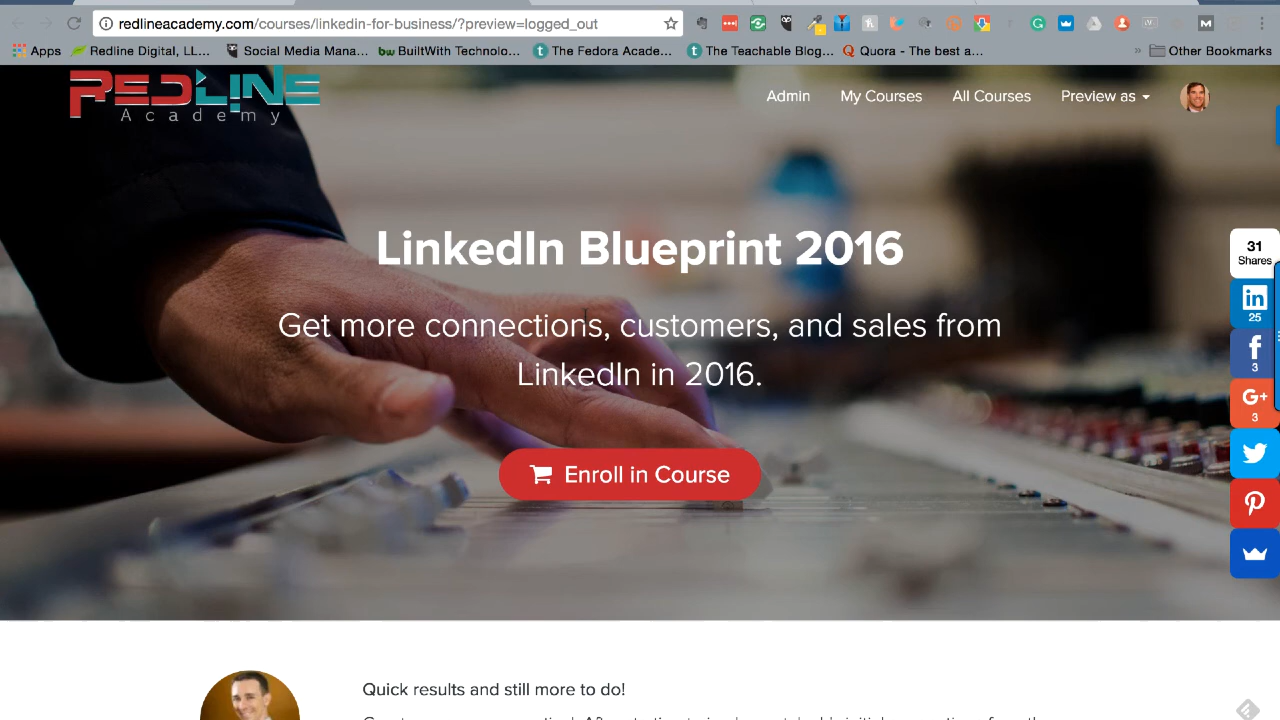 redlineacademy.com/courses/linkedin-for-business/?preview=logged_out
Apps
Redline Digital, LL...
Social Media Mana...
bw BuiltWith Technolo...
The Fedora Acade...
The Teachable Blog...
Quora - The best a...
»
Other Bookmarks
REDLINE
Academy
Admin
My Courses
All Courses
Preview as
LinkedIn Blueprint 2016
Get more connections, customers, and sales from
LinkedIn in 2016.
Enroll in Course
31
Shares
in
25
f
3
G+
3
Quick results and still more to do!